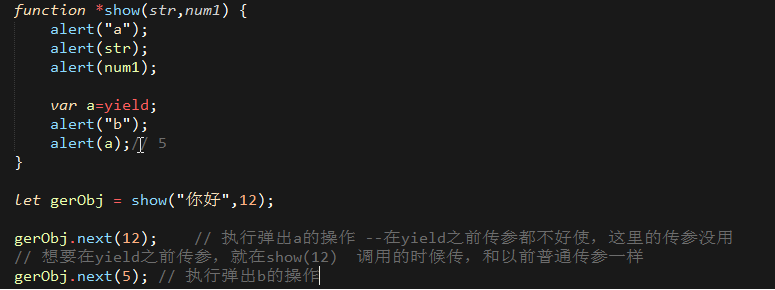 function *show(str,num1) {
    alert("a");
    alert(str);
    alert(num1);

    var a=yield;
    alert("b");
    alert(a);// 5
}

let gerObj = show("你好",12);

gerObj.next(12);    // 执行弹出a的操作 --在yield之前传参都不好使，这里的传参没用
// 想要在yield之前传参，就在show(12)  调用的时候传，和以前普通传参一样
gerObj.next(5); // 执行弹出b的操作